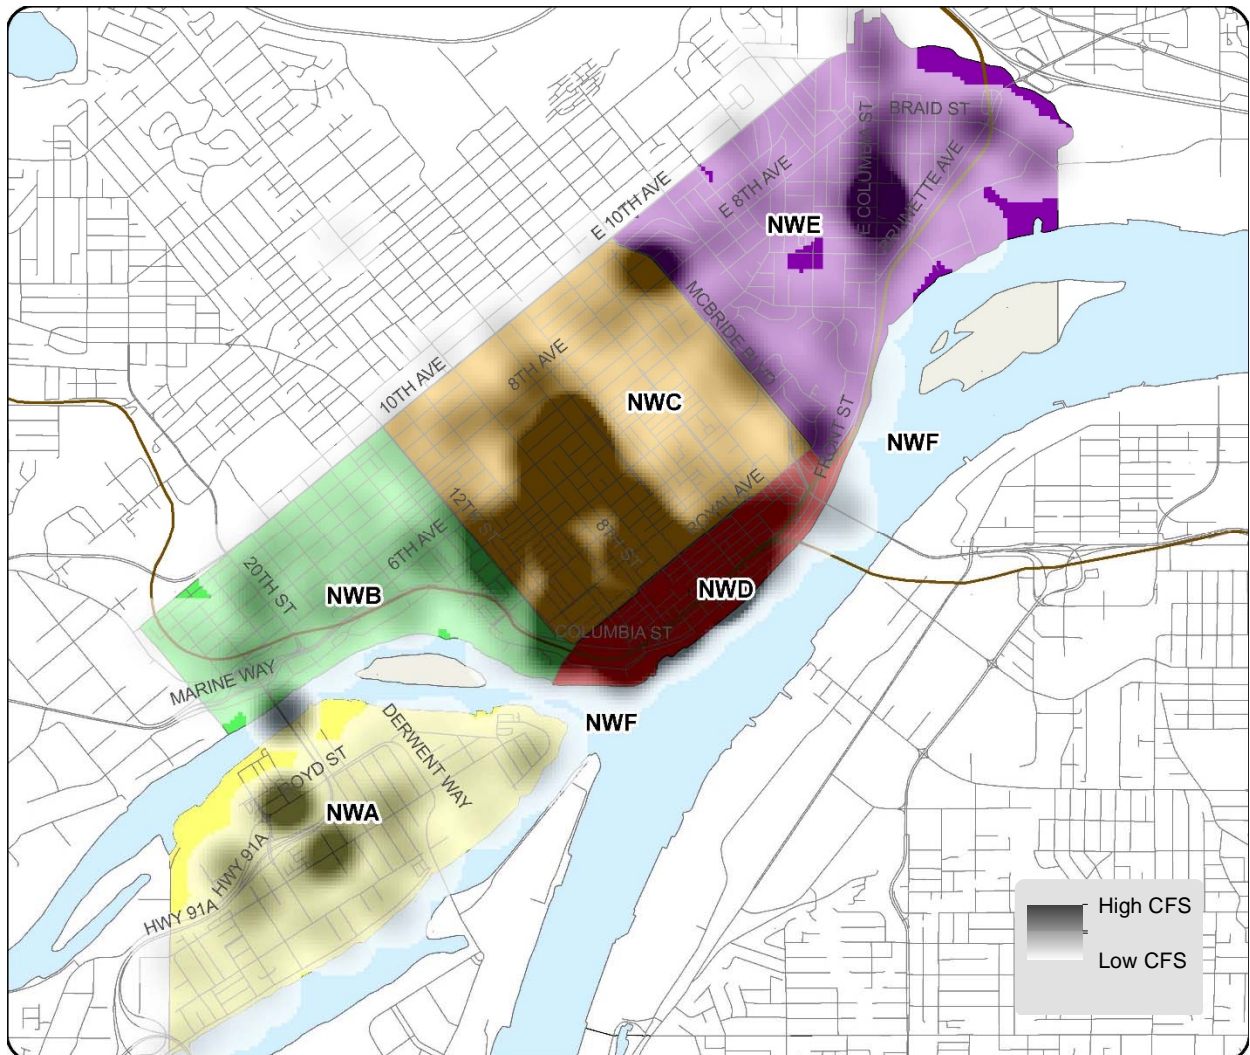 BRAID ST
E COLUMBIA ST
BRUNETTE AVE
E 8TH AVE
E 10TH AVE
NWE
MCBRIDE BLVD
10TH AVE
8TH AVE
NWC
NWF
FRONT ST
ROYAL AVE
12TH ST
8TH ST
6TH AVE
20TH ST
NWB
NWD
COLUMBIA ST
MARINE WAY
NWF
DERWENT WAY
BOYD ST
NWA
HWY 91A
HWY 91A
High CFS
Low CFS